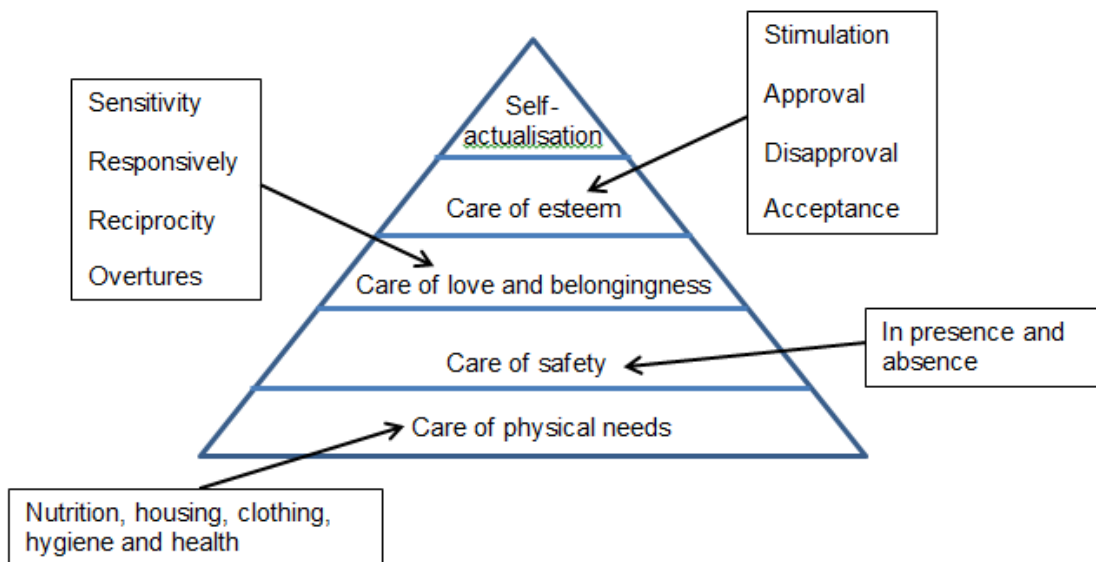 Stimulation
Approval
Disapproval
Acceptance
Sensitivity
Responsively
Reciprocity
Overtures
Self-
actualisation
Care of esteem
Care of love and belongingness
In presence and
absence
Care of safety
Care of physical needs
Nutrition, housing, clothing,
hygiene and health